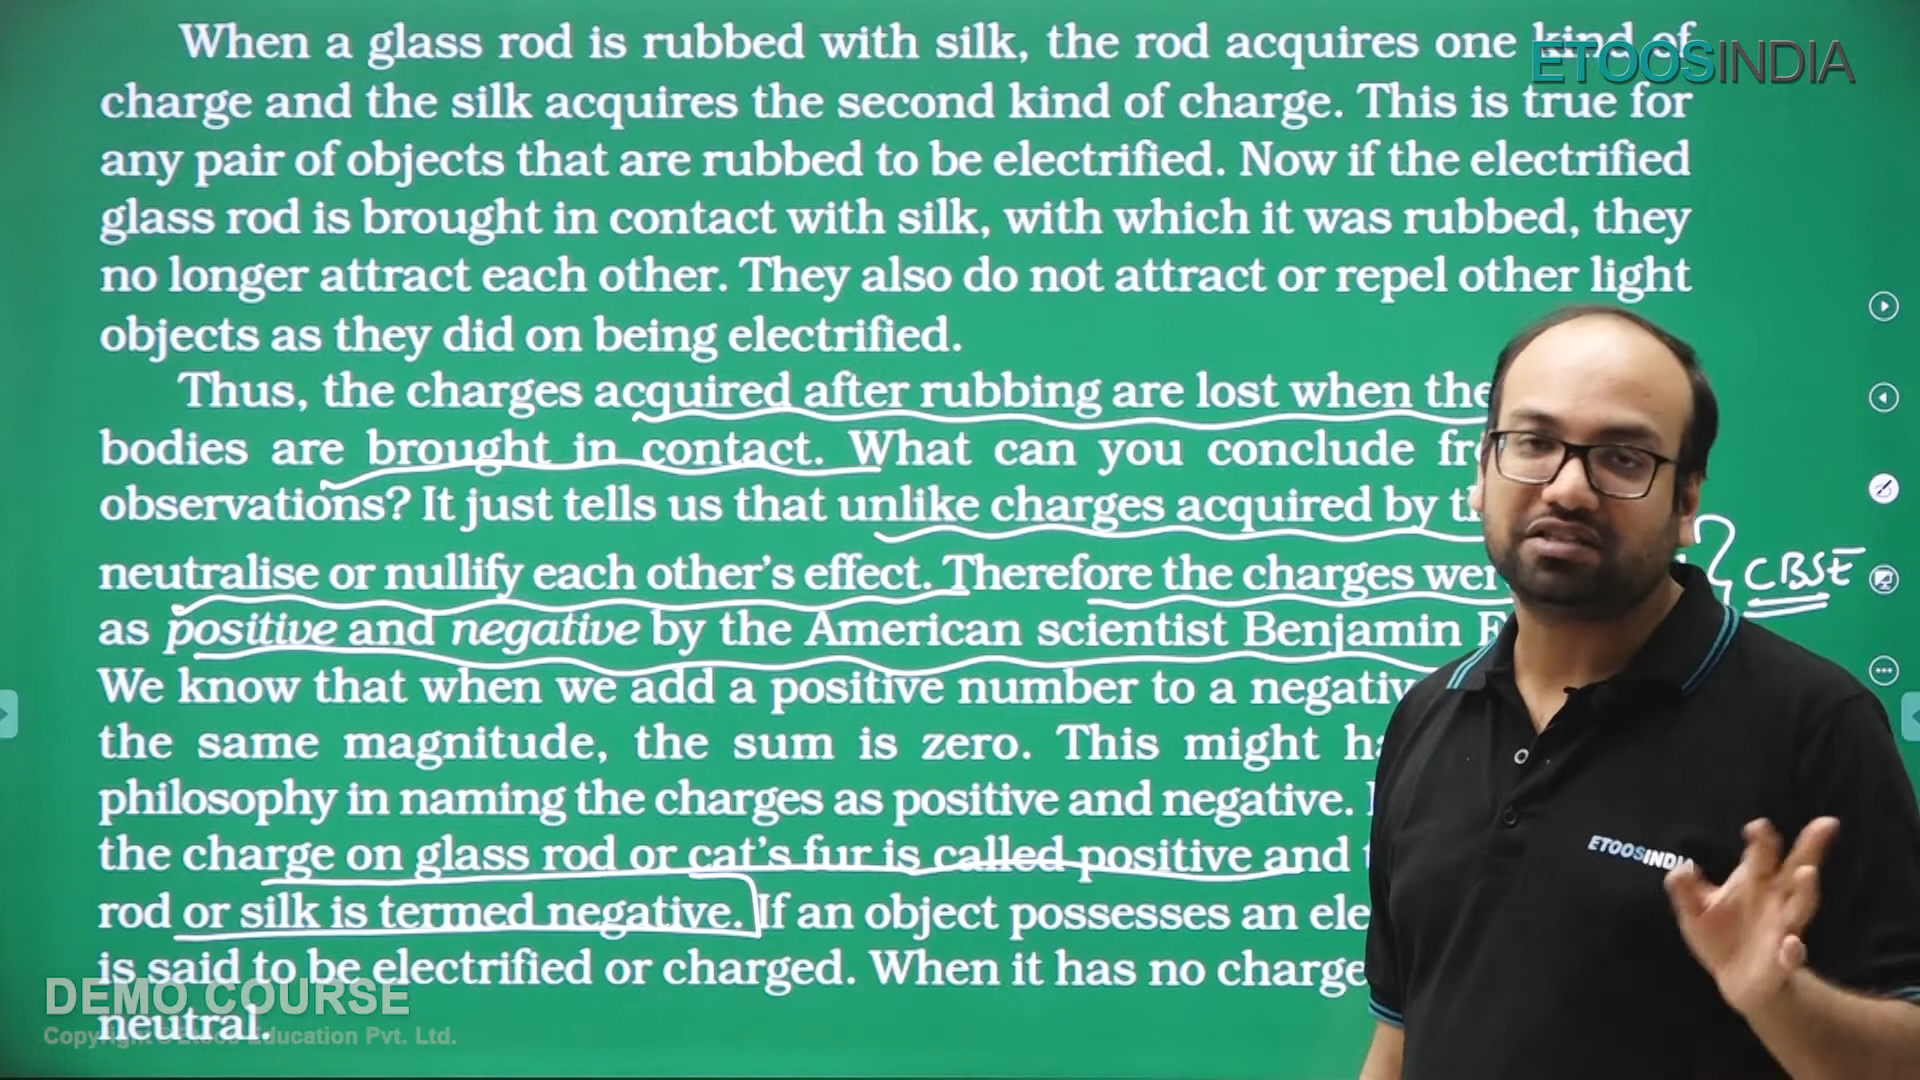 When a glass rod is rubbed with silk, the rod acquires one kind of
ETOOSINDIA
charge and the silk acquires the second kind of charge. This is true for
any pair of objects that are rubbed to be electrified. Now if the electrified
glass rod is brought in contact with silk, with which it was rubbed, they
no longer attract each other. They also do not attract or repel other light
objects as they did on being electrified.
Thus, the charges acquired after rubbing are lost when the
bodies are brought in contact. What can you conclude
observations? It just tells us that unlike charges acquired by
neutralise or nullify each other's effect. Therefore the charges
CBSE
as positive and negative by the American scientist Benjamin
We know that when we add a positive number to a
the same magnitude, the sum is zero. This might
philosophy in naming the charges as positive and negative.
the charge on glass rod or cat's fur is called positive and
ETOOSINDIA
rod or silk is termed negative. If an object possesses an
is said to be electrified or charged. When it has no charge
DEMO COURSE
neutral.
Copyright © Etoos Education Pvt. Ltd.